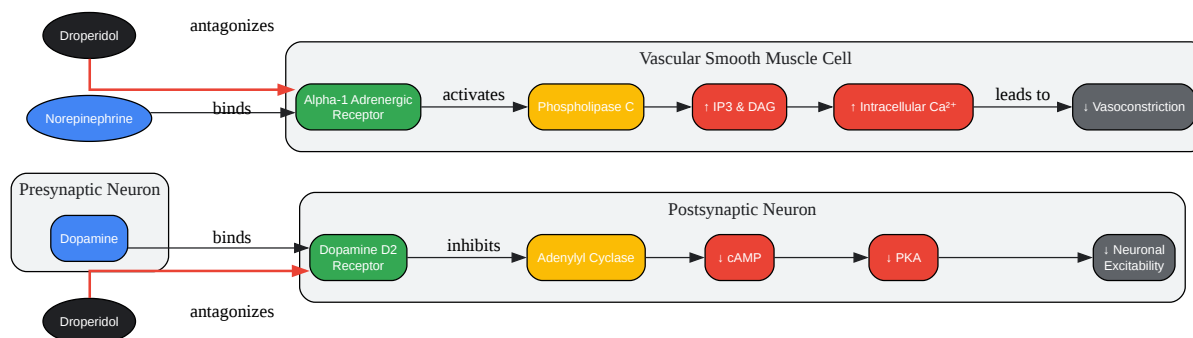 Droperidol
antagonizes
Vascular Smooth Muscle Cell
Norepinephrine
binds
Alpha-1 Adrenergic
Receptor
activates
Phospholipase C
↑ IP3 & DAG
↑ Intracellular Ca²⁺
leads to
↓ Vasoconstriction
Presynaptic Neuron
Dopamine
binds
Postsynaptic Neuron
Dopamine D2
Receptor
inhibits
Adenylyl Cyclase
↓ cAMP
↓ PKA
↓ Neuronal
Excitability
Droperidol
antagonizes